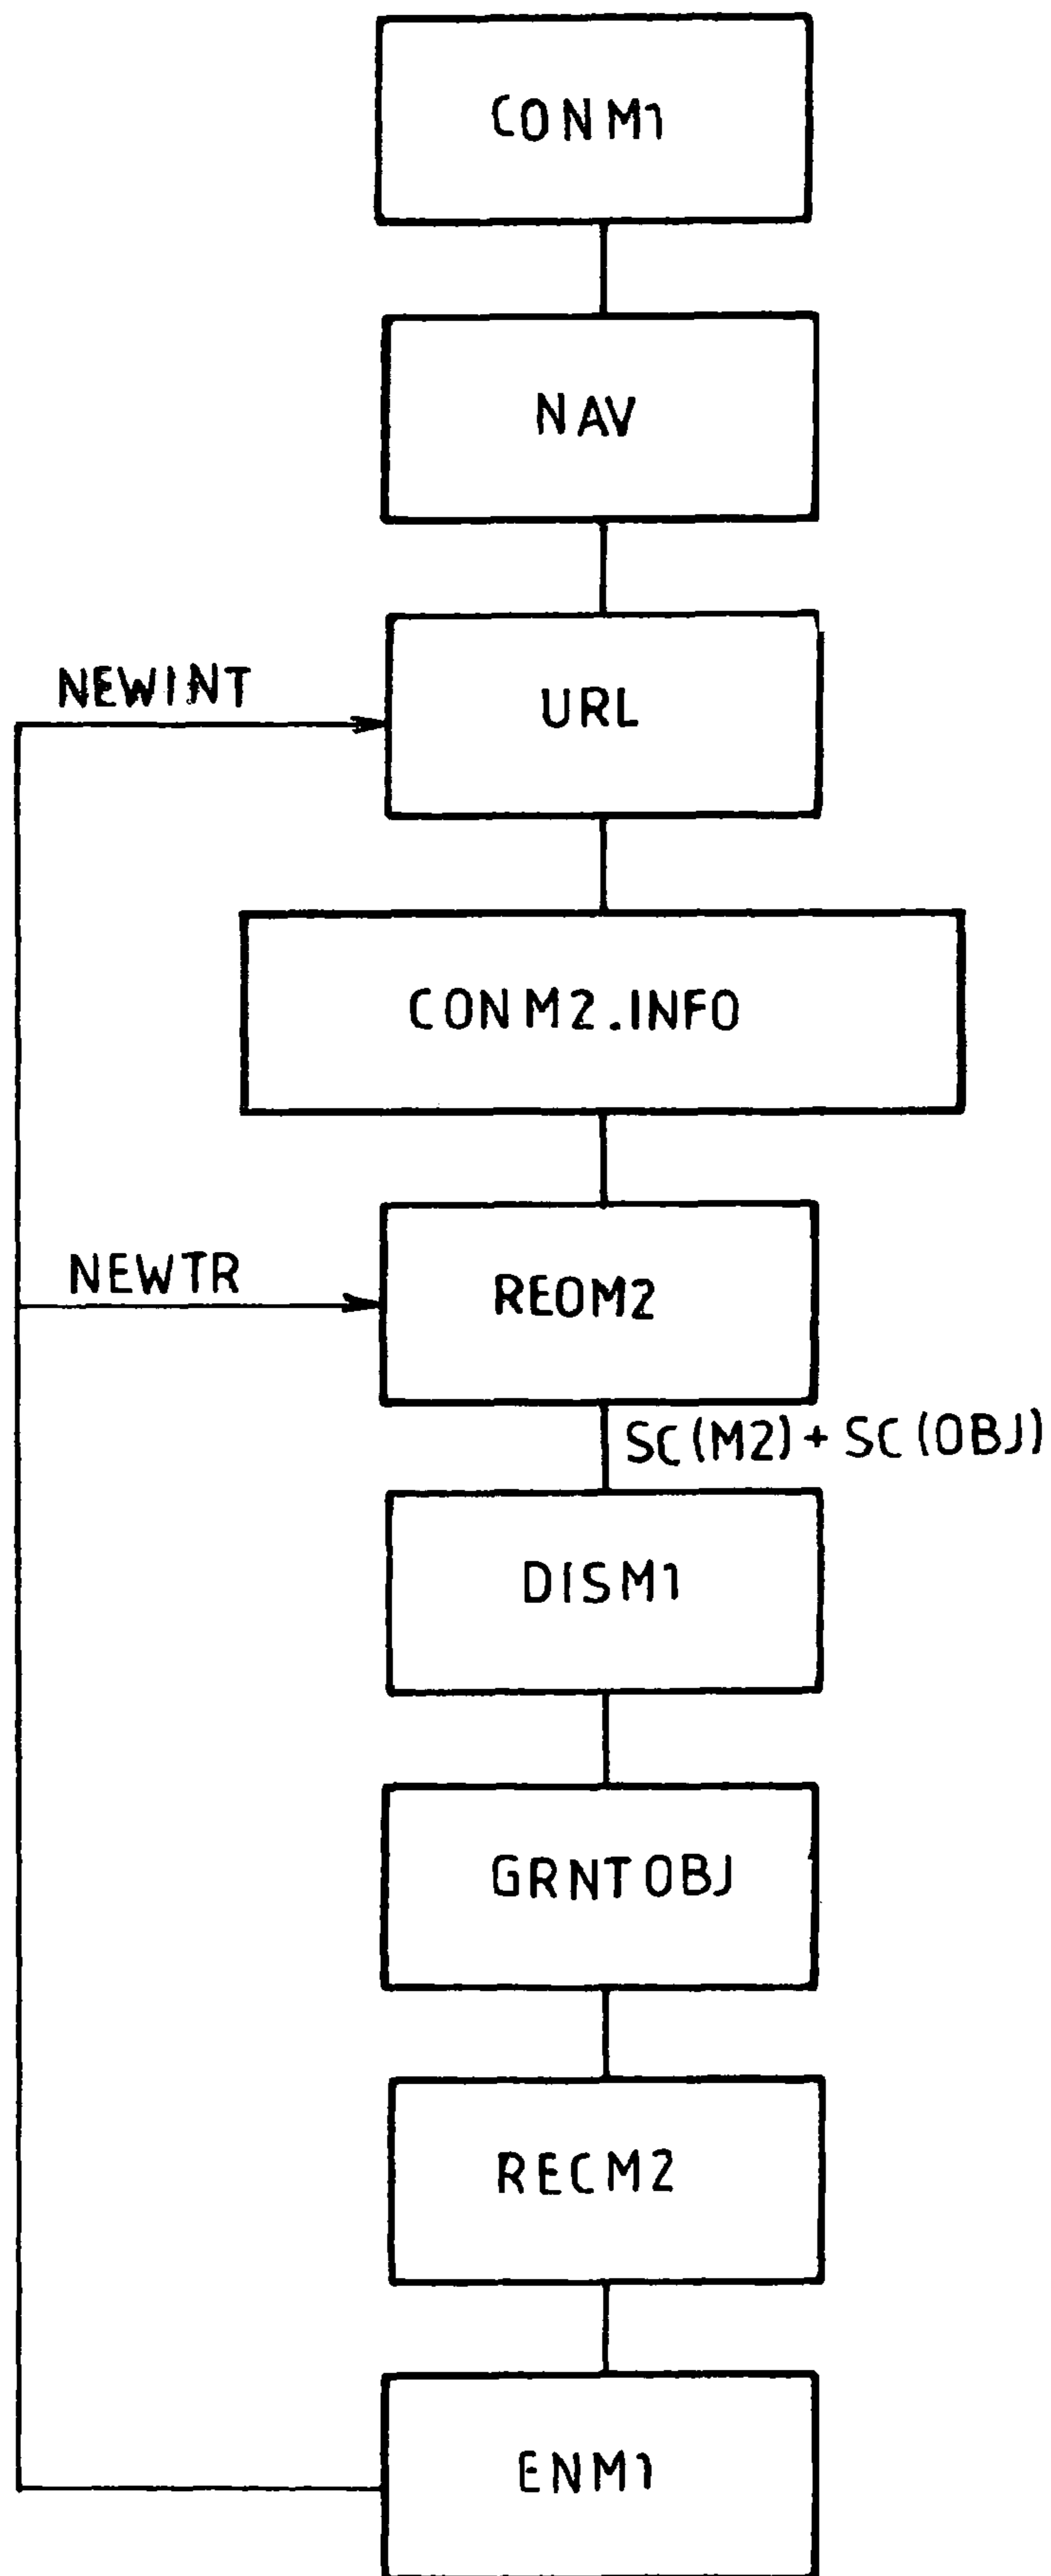 CONM1
NAV
NEWINT
URL
CONM2.INFO
NEWTR
REOM2
SC(M2)+ SC(OBJ)
DISM1
GRNTOBJ
RECM2
ENM1